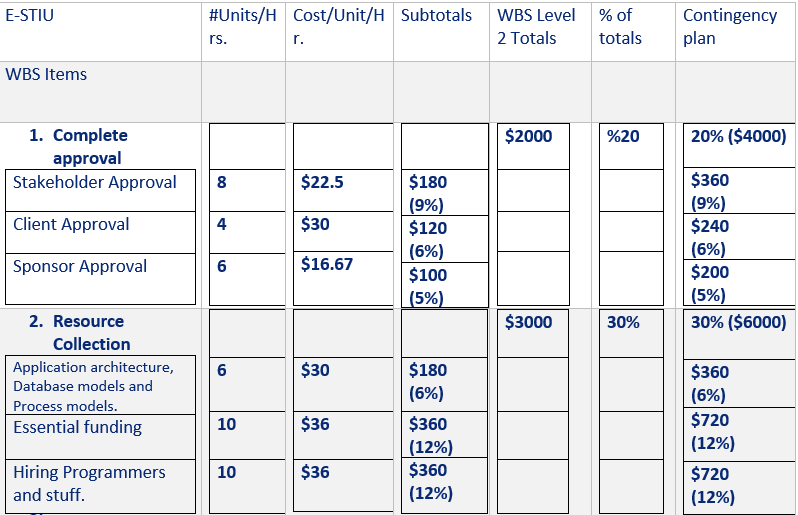 E-STIU #Units/H Cost/Unit/H Subtotals WBS Level % of Contingency
rs. r. 2 Totals totals plan
WBS Items
1. Complete $2000 %20 20% ($4000)
approval
Stakeholder Approval 8 $22.5 $180 $360
(9%) (9%)
Client Approval 4 $30 $120 $240
(6%) (6%)
Sponsor Approval 6 $16.67 $100 $200
(5%) (5%)
2. Resource $3000 30% 30% ($6000)
Collection
Application architecture, 6 $30 $180 $360
Database models and (6%) (6%)
Process models.
Essential funding 10 $36 $360 $720
(12%) (12%)
Hiring Programmers 10 $36 $360 $720
and stuff. (12%) (12%)